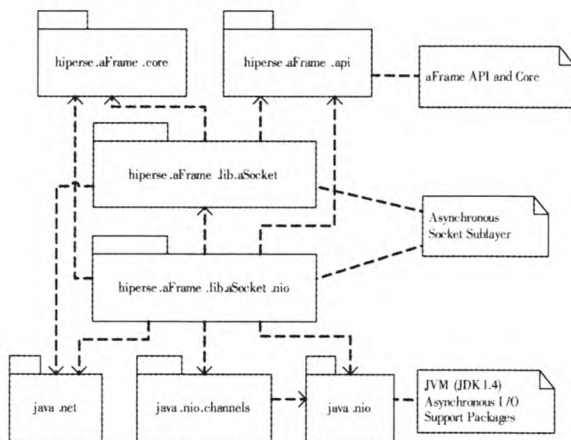 hiperse .aFrame .core
hiperse .aFrame .api
aFrame API and Core
hiperse .aFrame .lib.aSocket
Asynchronous
Socket Sublayer
hiperse .aFrame .lib.aSocket .nio
java .net
java .nio.channels
java .nio
JVM (JDK 1.4)
Asynchronous I/O
Support Packages